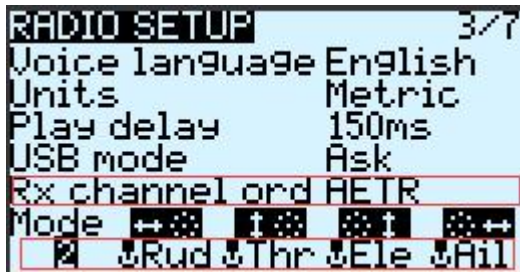 RADIO SETUP 3/7
Voice language English
Units Metric
Play delay 150ms
USB mode Ask
Rx channel ord AETR
Mode
2 Rud Thr Ele Ail